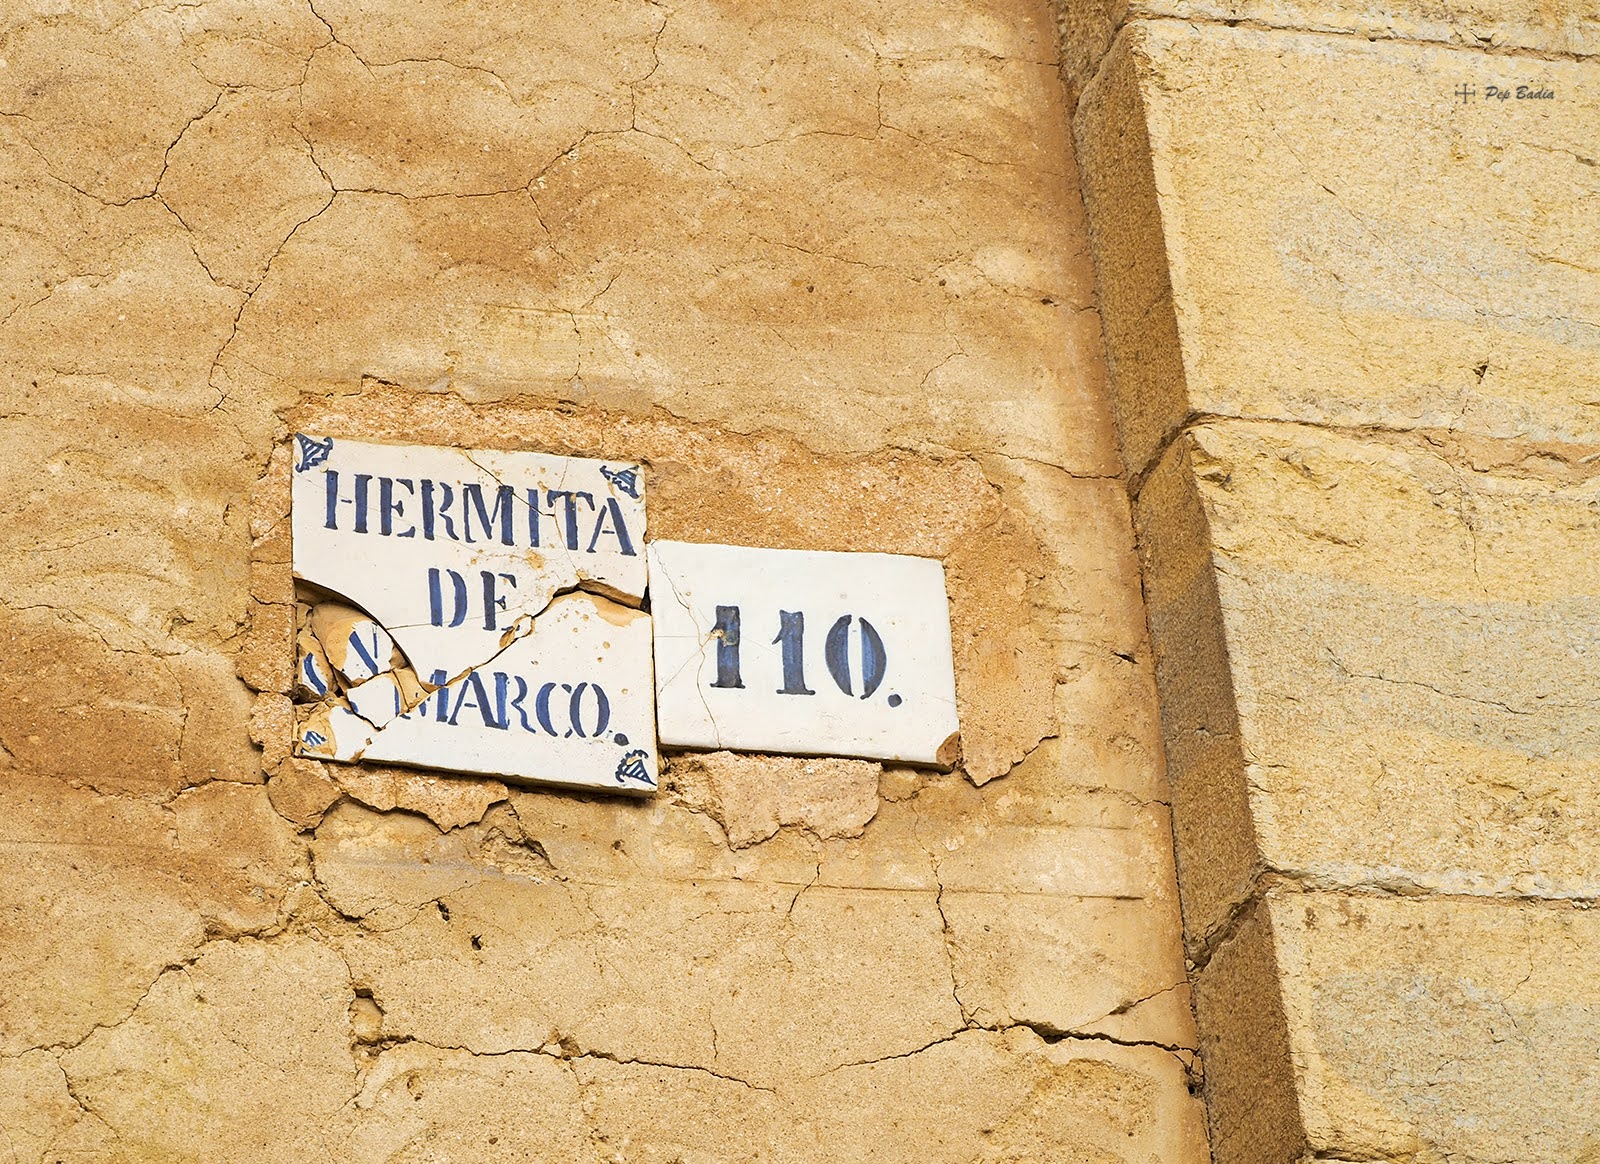 Pep Badia
HERMITA
DE
MARCO.
110.